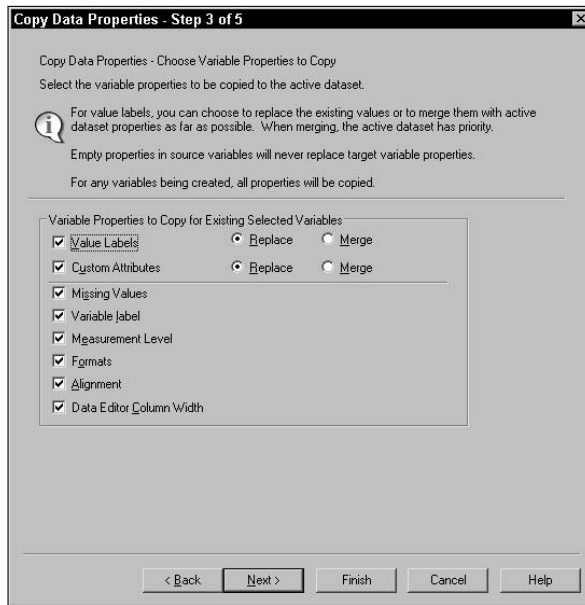 Copy Data Properties - Step 3 of 5
Copy Data Properties - Choose Variable Properties to Copy
Select the variable properties to be copied to the active dataset.
For value labels, you can choose to replace the existing values or to merge them with active
dataset properties as far as possible. When merging, the active dataset has priority.
Empty properties in source variables will never replace target variable properties.
For any variables being created, all properties will be copied.
Variable Properties to Copy for Existing Selected Variables
Value Labels Replace Merge
Custom Attributes Replace Merge
Missing Values
Variable label
Measurement Level
Formats
Alignment
Data Editor Column Width
< Back Next > Finish Cancel Help